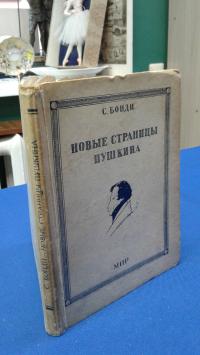 С. БОНДИ
НОВЫЕ СТРАНИЦЫ
ПУШКИНА
МИР
С. БОНДИ НОВЫЕ СТРАНИЦЫ ПУШКИНА